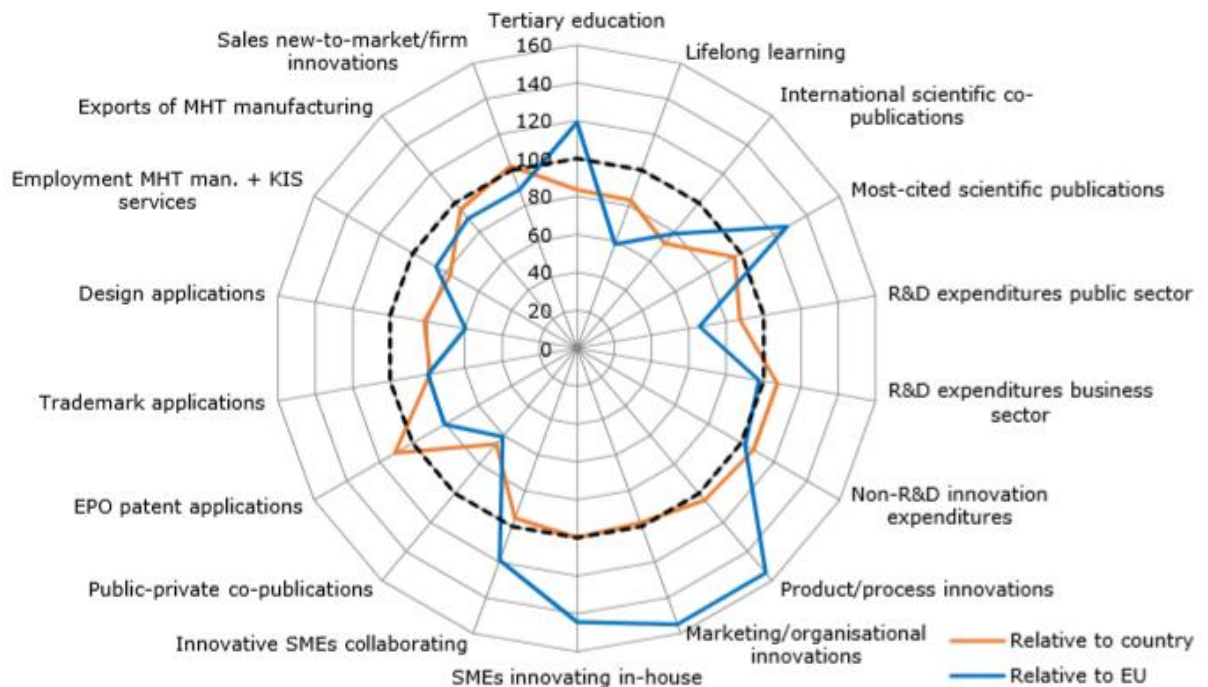 Tertiary education
Sales new-to-market/firm
innovations
Lifelong learning
Exports of MHT manufacturing
International scientific co-
publications
Employment MHT man. + KIS
services
Most-cited scientific publications
Design applications
R&D expenditures public sector
Trademark applications
R&D expenditures business
sector
EPO patent applications
Non-R&D innovation
expenditures
Public-private co-publications
Product/process innovations
Innovative SMEs collaborating
Marketing/organisational
innovations
SMEs innovating in-house
160
140
120
100
80
60
40
20
0
Relative to country
Relative to EU